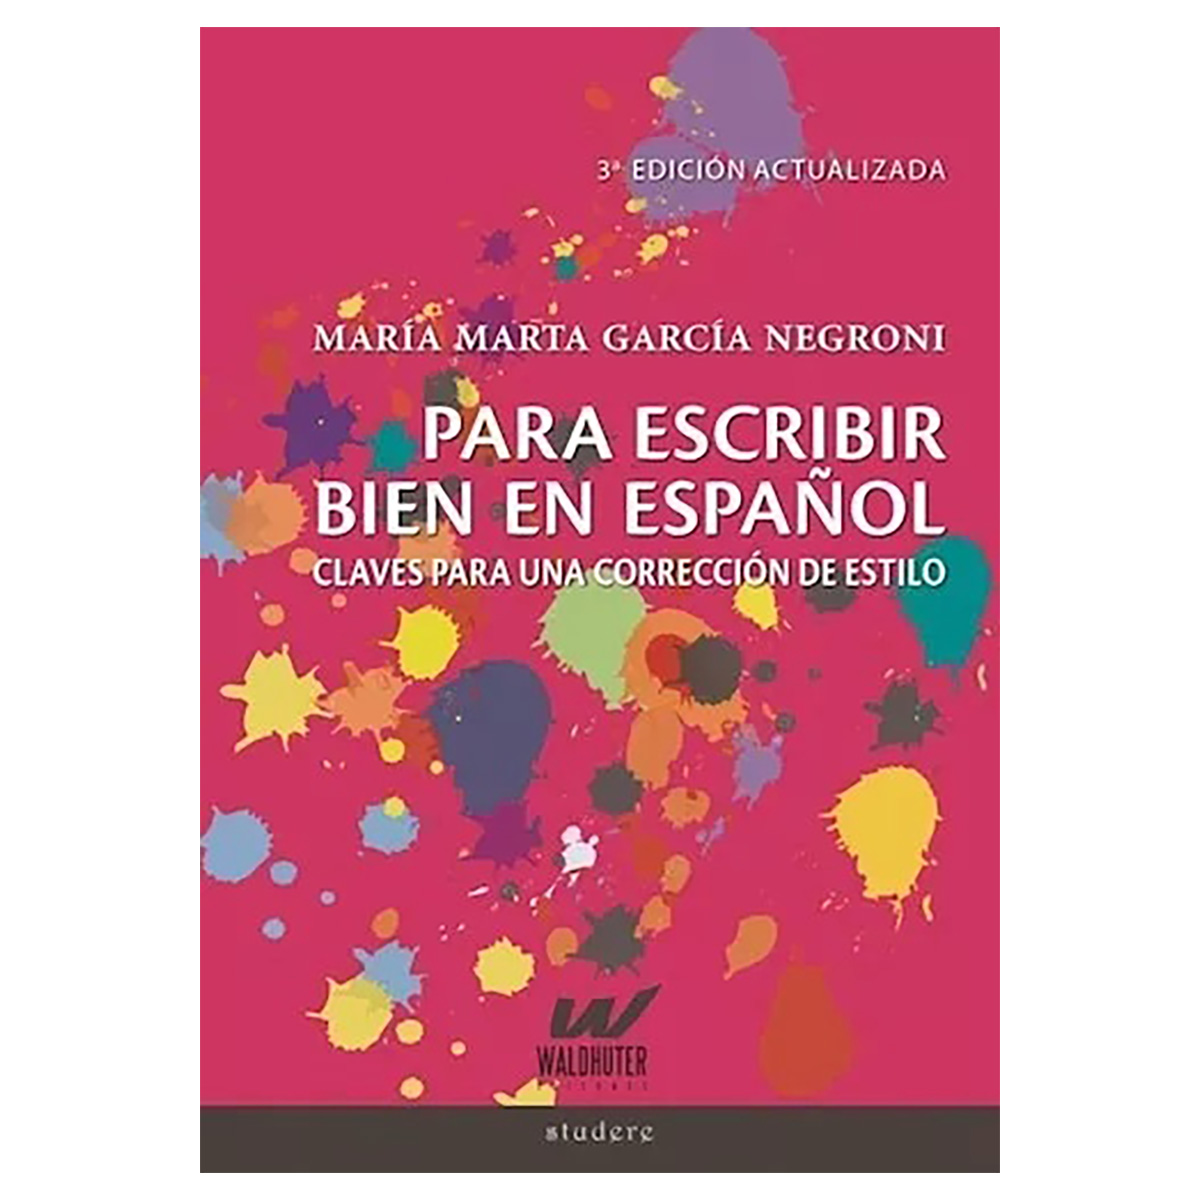 3ª EDICIÓN ACTUALIZADA
MARÍA MARTA GARCÍA NEGRONI
PARA ESCRIBIR
BIEN EN ESPAÑOL
CLAVES PARA UNA CORRECCIÓN DE ESTILO
W
WALDHUTER
EDICIONES
studere